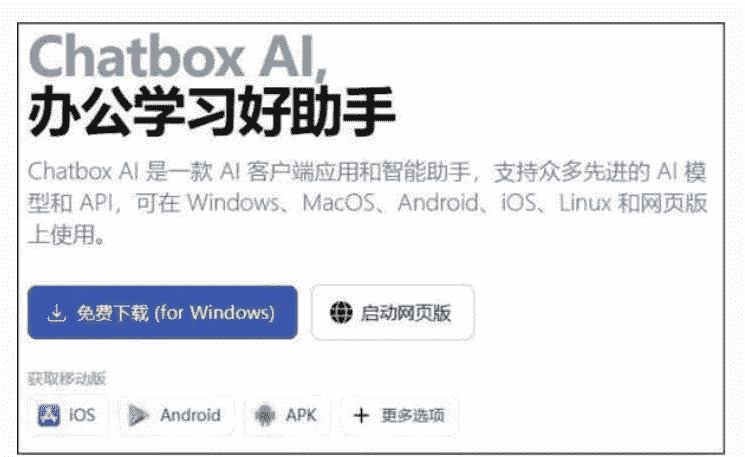 Chatbox AI,
办公学习好助手
Chatbox AI 是一款 AI 客户端应用和智能助手，支持众多先进的 AI 模
型和 API，可在 Windows、MacOS、Android、iOS、Linux 和网页版
上使用。
免费下载 (for Windows)
启动网页版
获取移动版
iOS
Android
APK
更多选项